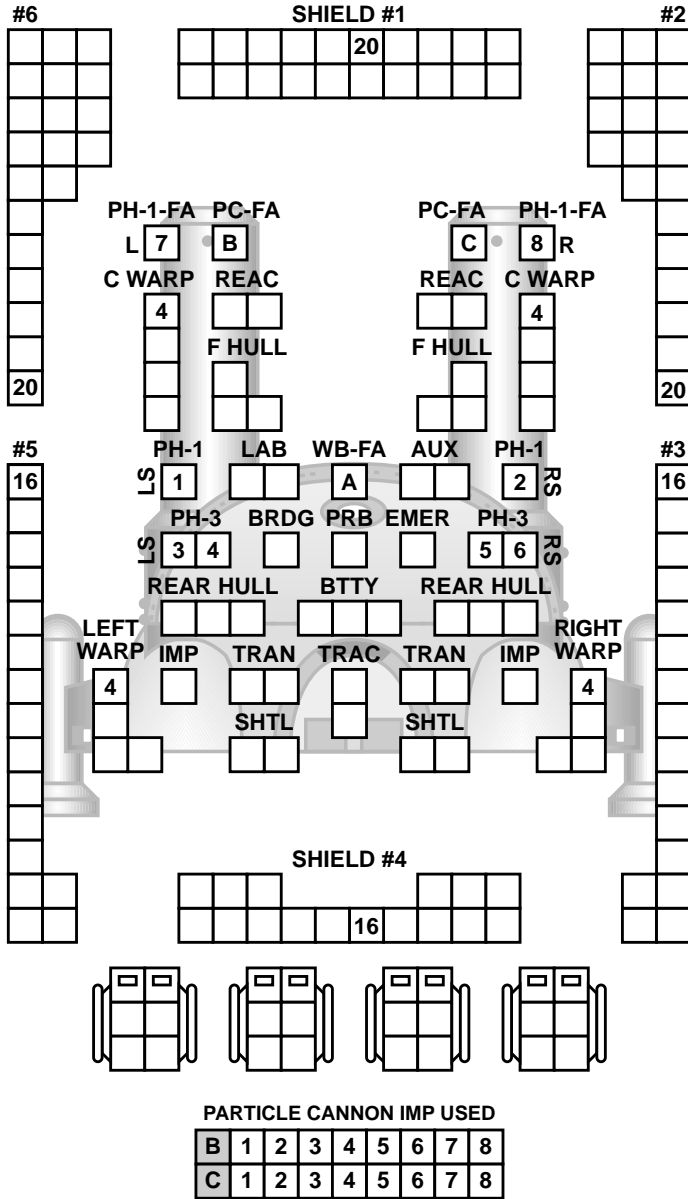 #6 SHIELD #1 #2
20
PH-1-FA PC-FA PC-FA PH-1-FA
L 7 B C 8 R
C WARP REAC REAC C WARP
4 4
F HULL F HULL
20 20
#5 PH-1 LAB WB-FA AUX PH-1 #3
16 LS 1 A 2 RS 16
PH-3 BRDG PRB EMER PH-3
LS 3 4 5 6 RS
REAR HULL BTTY REAR HULL
LEFT WARP IMP TRAN TRAC TRAN IMP RIGHT WARP
4 4
SHTL SHTL
SHIELD #4
16
PARTICLE CANNON IMP USED
B 1 2 3 4 5 6 7 8
C 1 2 3 4 5 6 7 8